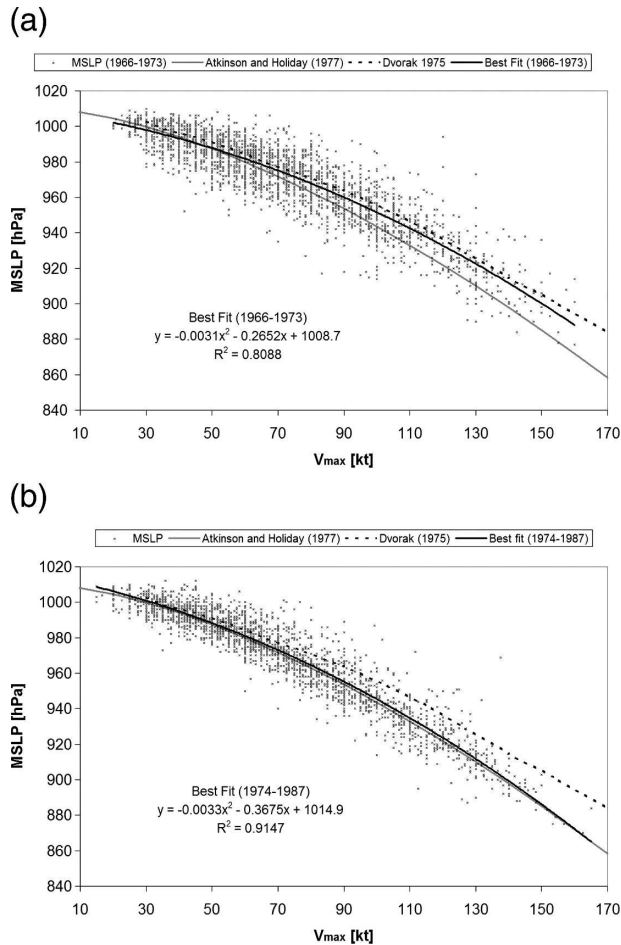 (a)
MSLP (1966-1973) Atkinson and Holiday (1977) Dvorak 1975 Best Fit (1966-1973)
1020
1000
980
960
940
920
900
880
860
840
MSLP [hPa]
Best Fit (1966-1973)
y = -0.0031x² - 0.2652x + 1008.7
R² = 0.8088
10 30 50 70 90 110 130 150 170
Vmax [kt]
(b)
MSLP Atkinson and Holiday (1977) Dvorak (1975) Best fit (1974-1987)
1020
1000
980
960
940
920
900
880
860
840
MSLP [hPa]
Best Fit (1974-1987)
y = -0.0033x² - 0.3675x + 1014.9
R² = 0.9147
10 30 50 70 90 110 130 150 170
Vmax [kt]